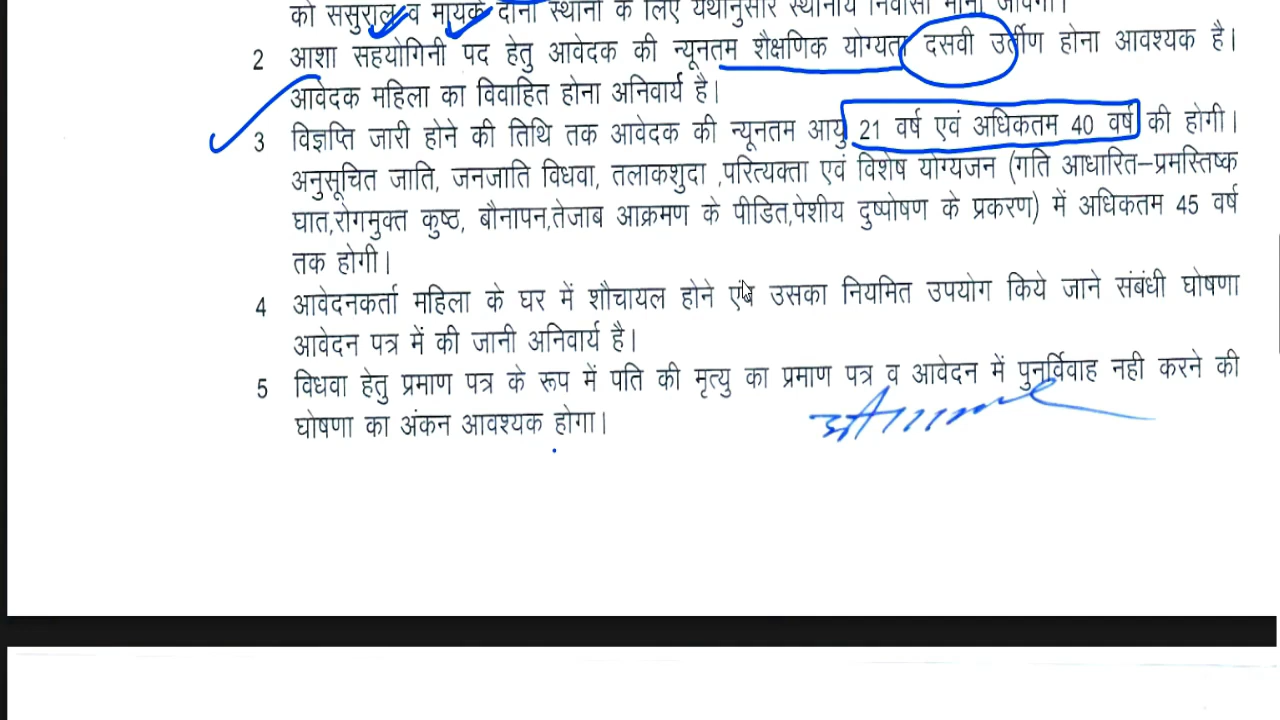 को ससुराल व मायके दोनों स्थानों के लिए यथानुसार स्थानीय निवासी माना जावेगा।
2 आशा सहयोगिनी पद हेतु आवेदक की न्यूनतम शैक्षणिक योग्यता दसवी उर्तीण होना आवश्यक है।
आवेदक महिला का विवाहित होना अनिवार्य है।
3 विज्ञप्ति जारी होने की तिथि तक आवेदक की न्यूनतम आयु 21 वर्ष एवं अधिकतम 40 वर्ष की होगी।
अनुसूचित जाति, जनजाति विधवा, तलाकशुदा ,परित्यक्ता एवं विशेष योग्यजन (गति आधारित-प्रमस्तिष्क
घात,रोगमुक्त कुष्ठ, बौनापन,तेजाब आक्रमण के पीडित,पेशीय दुष्पोषण के प्रकरण) में अधिकतम 45 वर्ष
तक होगी।
4 आवेदनकर्ता महिला के घर में शौचायल होने एवं उसका नियमित उपयोग किये जाने संबंधी घोषणा
आवेदन पत्र में की जानी अनिवार्य है।
5 विधवा हेतु प्रमाण पत्र के रूप में पति की मृत्यु का प्रमाण पत्र व आवेदन में पुनर्विवाह नही करने की
घोषणा का अंकन आवश्यक होगा।